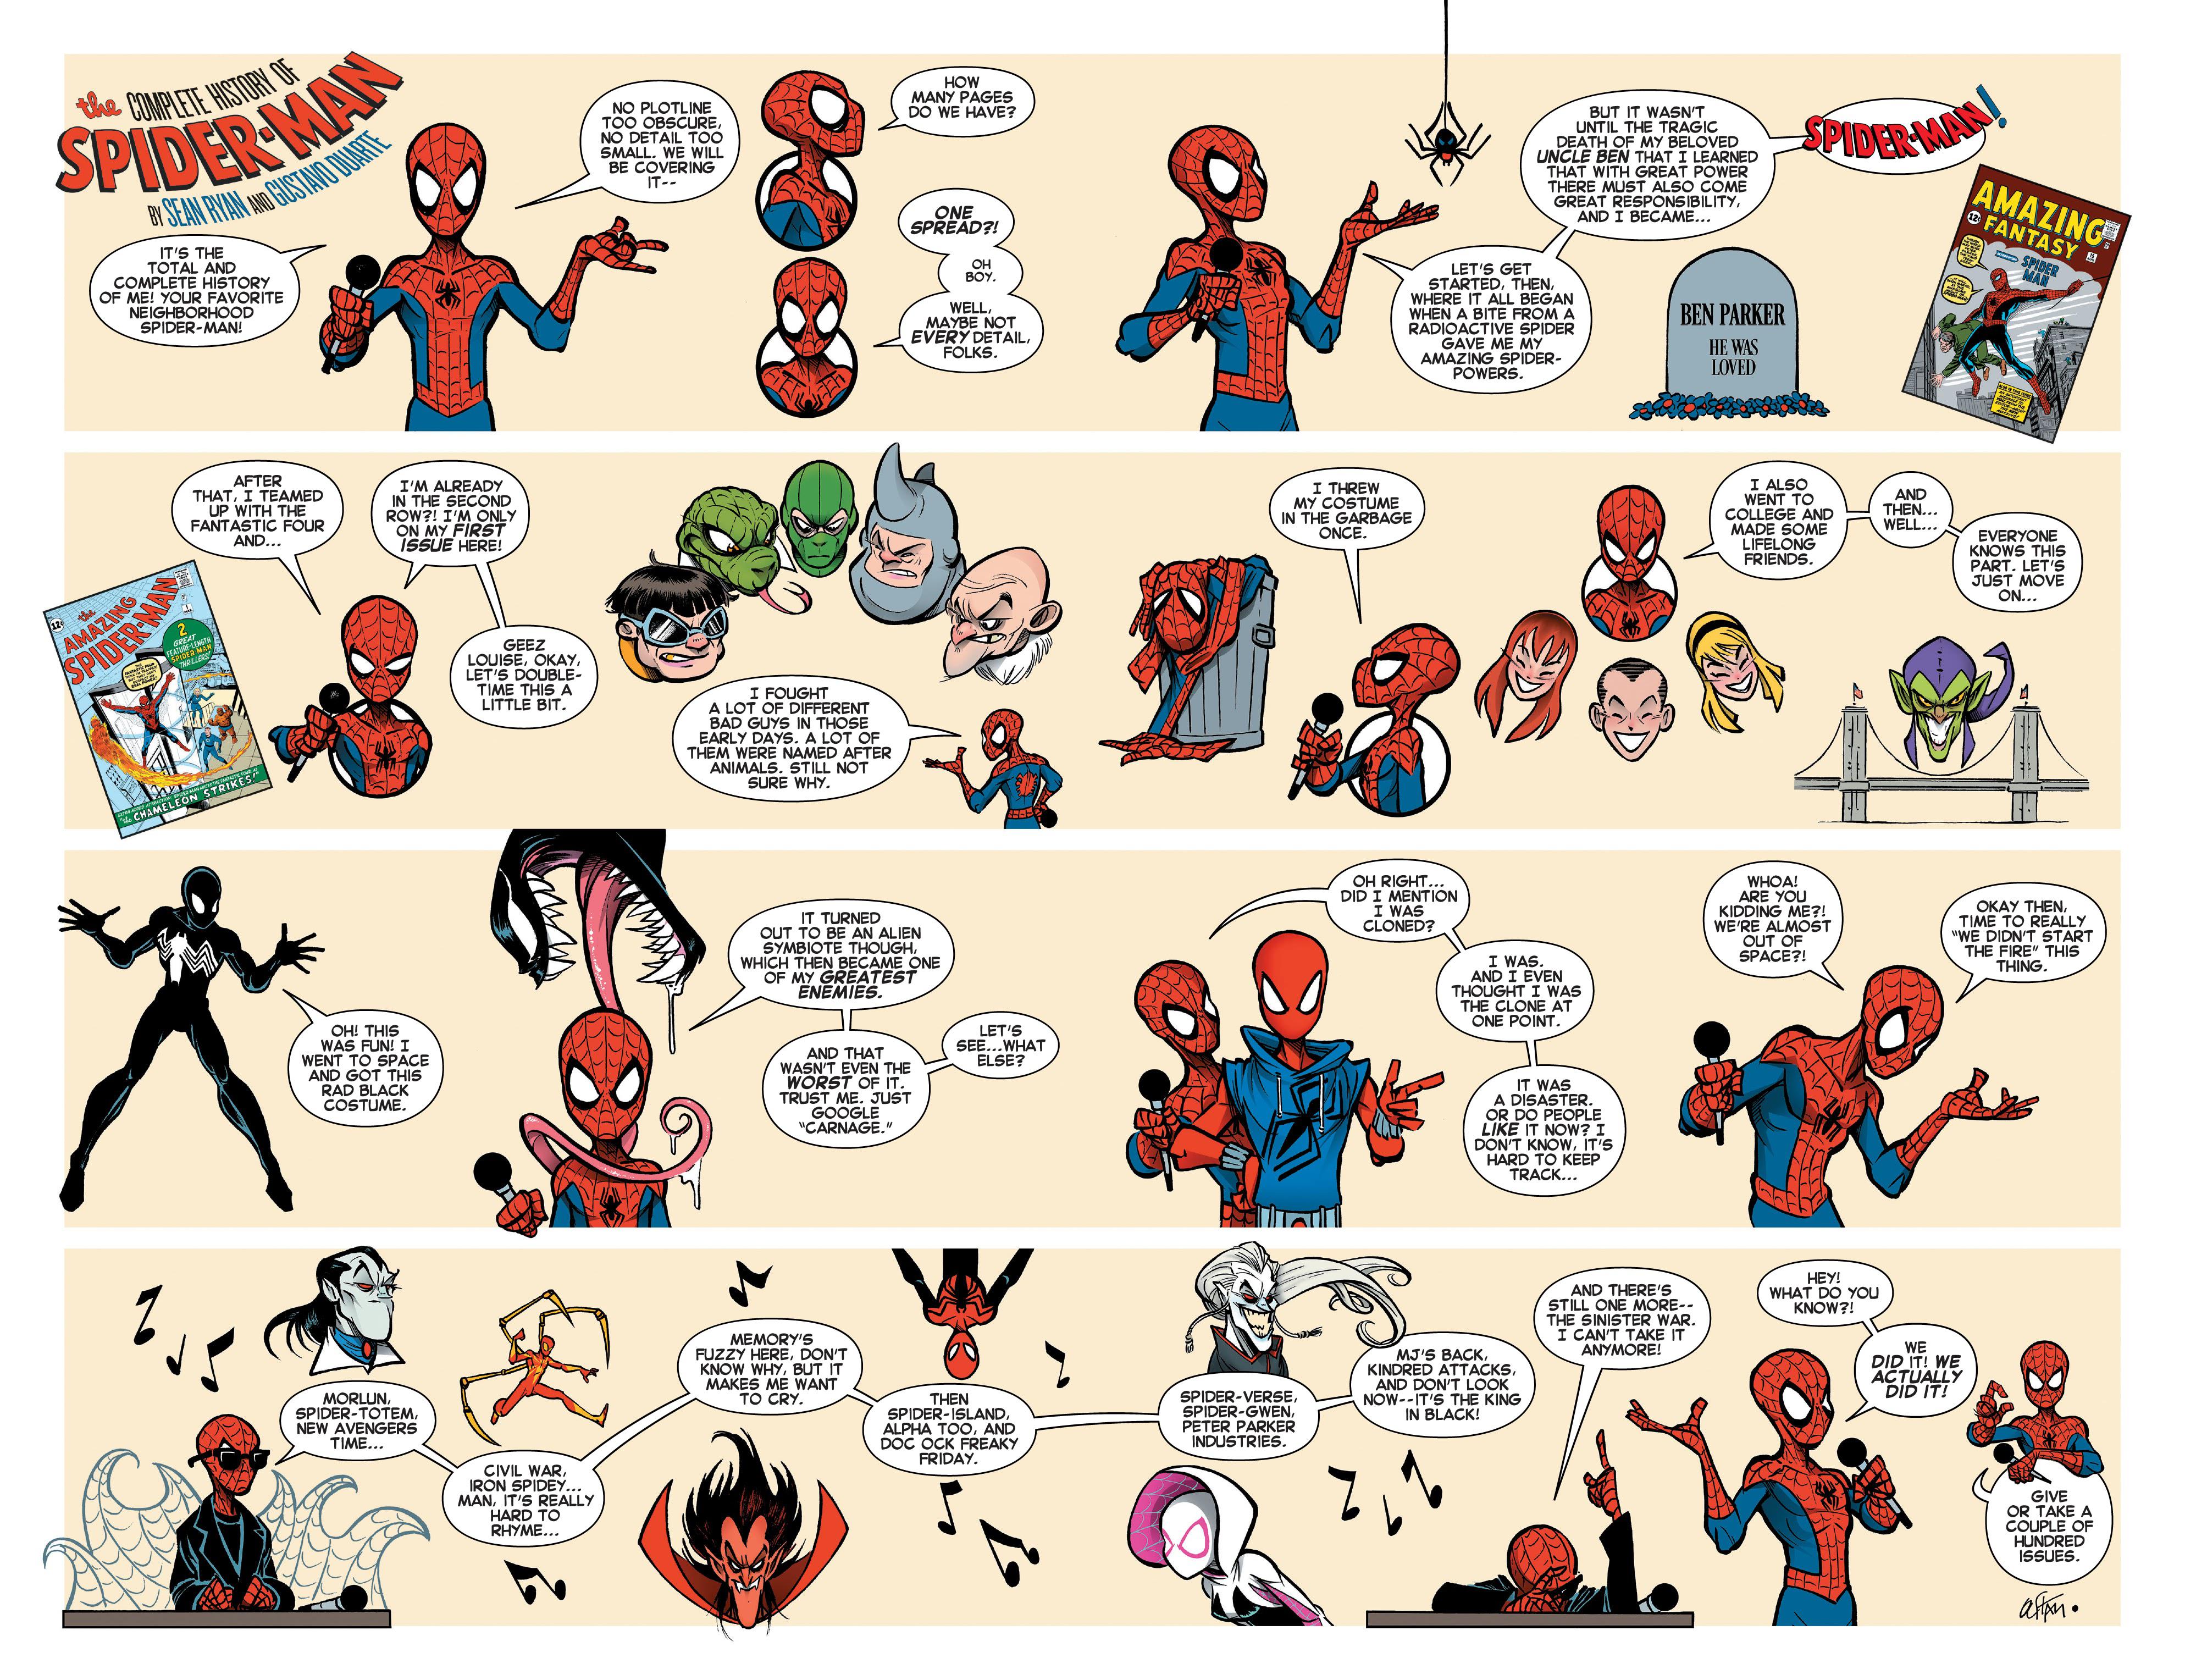 the COMPLETE HISTORY OF
SPIDER-MAN
BY SEAN RYAN AND GUSTAVO DUARTE
IT'S THE
TOTAL AND
COMPLETE HISTORY
OF ME! YOUR FAVORITE
NEIGHBORHOOD
SPIDER-MAN!
NO PLOTLINE
TOO OBSCURE,
NO DETAIL TOO
SMALL. WE WILL
BE COVERING
IT--
HOW
MANY PAGES
DO WE HAVE?
ONE
SPREAD?!
OH
BOY.
WELL,
MAYBE NOT
EVERY DETAIL,
FOLKS.
LET'S GET
STARTED, THEN,
WHERE IT ALL BEGAN
WHEN A BITE FROM A
RADIOACTIVE SPIDER
GAVE ME MY
AMAZING SPIDER-
POWERS.
BUT IT WASN'T
UNTIL THE TRAGIC
DEATH OF MY BELOVED
UNCLE BEN THAT I LEARNED
THAT WITH GREAT POWER
THERE MUST ALSO COME
GREAT RESPONSIBILITY,
AND I BECAME...
SPIDER-MAN!
BEN PARKER
HE WAS
LOVED
AMAZING
FANTASY
12¢
15
SPIDER
MAN
AFTER
THAT, I TEAMED
UP WITH THE
FANTASTIC FOUR
AND...
I'M ALREADY
IN THE SECOND
ROW?! I'M ONLY
ON MY FIRST
ISSUE HERE!
GEEZ
LOUISE, OKAY,
LET'S DOUBLE-
TIME THIS A
LITTLE BIT.
12¢
the
AMAZING
SPIDER-MAN
2
GREAT
FEATURE-LENGTH
SPIDER-MAN
THRILLERS!
CHAMELEON STRIKES!"
I FOUGHT
A LOT OF DIFFERENT
BAD GUYS IN THOSE
EARLY DAYS. A LOT OF
THEM WERE NAMED AFTER
ANIMALS. STILL NOT
SURE WHY.
I THREW
MY COSTUME
IN THE GARBAGE
ONCE.
I ALSO
WENT TO
COLLEGE AND
MADE SOME
LIFELONG
FRIENDS.
AND
THEN...
WELL...
EVERYONE
KNOWS THIS
PART. LET'S
JUST MOVE
ON...
OH! THIS
WAS FUN! I
WENT TO SPACE
AND GOT THIS
RAD BLACK
COSTUME.
IT TURNED
OUT TO BE AN ALIEN
SYMBIOTE THOUGH,
WHICH THEN BECAME ONE
OF MY GREATEST
ENEMIES.
AND THAT
WASN'T EVEN THE
WORST OF IT.
TRUST ME. JUST
GOOGLE
"CARNAGE."
LET'S
SEE...WHAT
ELSE?
OH RIGHT...
DID I MENTION
I WAS
CLONED?
I WAS.
AND I EVEN
THOUGHT I WAS
THE CLONE AT
ONE POINT.
IT WAS
A DISASTER.
OR DO PEOPLE
LIKE IT NOW? I
DON'T KNOW, IT'S
HARD TO KEEP
TRACK...
WHOA!
ARE YOU
KIDDING ME?!
WE'RE ALMOST
OUT OF
SPACE?!
OKAY THEN,
TIME TO REALLY
"WE DIDN'T START
THE FIRE" THIS
THING.
MORLUN,
SPIDER-TOTEM,
NEW AVENGERS
TIME...
CIVIL WAR,
IRON SPIDEY...
MAN, IT'S REALLY
HARD TO
RHYME...
MEMORY'S
FUZZY HERE, DON'T
KNOW WHY, BUT IT
MAKES ME WANT
TO CRY.
THEN
SPIDER-ISLAND,
ALPHA TOO, AND
DOC OCK FREAKY
FRIDAY.
SPIDER-VERSE,
SPIDER-GWEN,
PETER PARKER
INDUSTRIES.
MJ'S BACK,
KINDRED ATTACKS,
AND DON'T LOOK
NOW--IT'S THE KING
IN BLACK!
AND THERE'S
STILL ONE MORE--
THE SINISTER WAR.
I CAN'T TAKE IT
ANYMORE!
HEY!
WHAT DO YOU
KNOW?!
WE
DID IT! WE
ACTUALLY
DID IT!
GIVE
OR TAKE A
COUPLE OF
HUNDRED
ISSUES.